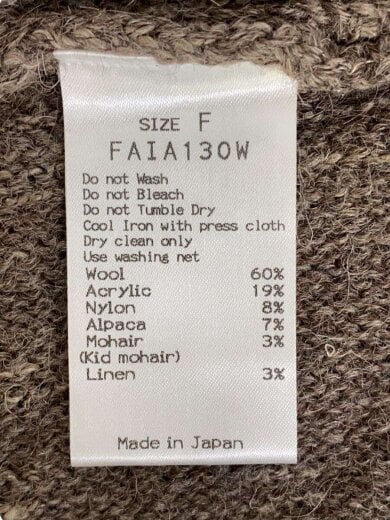 SIZE F
FAIA130W
Do not Wash
Do not Bleach
Do not Tumble Dry
Cool Iron with press cloth
Dry clean only
Use washing net
Wool 60%
Acrylic 19%
Nylon 8%
Alpaca 7%
Mohair 3%
(Kid mohair)
Linen 3%
Made in Japan